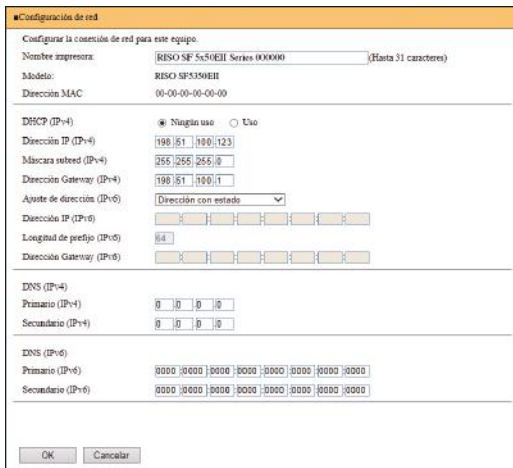 ■Configuración de red
Configurar la conexión de red para este equipo.
Nombre impresora: RISO SF 5x50EII Series 000000 (Hasta 31 caracteres)
Modelo: RISO SF5350EII
Dirección MAC 00-00-00-00-00-00
DHCP (IPv4) Ningún uso Uso
Dirección IP (IPv4) 198.51.100.123
Máscara subred (IPv4) 255.255.255.0
Dirección Gateway (IPv4) 198.51.100.1
Ajuste de dirección (IPv6) Dirección con estado
Dirección IP (IPv6) : : : : : : :
Longitud de prefijo (IPv6) 64
Dirección Gateway (IPv6) : : : : : : :
DNS (IPv4)
Primario (IPv4) 0.0.0.0
Secundario (IPv4) 0.0.0.0
DNS (IPv6)
Primario (IPv6) 0000:0000:0000:0000:0000:0000:0000:0000
Secundario (IPv6) 0000:0000:0000:0000:0000:0000:0000:0000
OK Cancelar